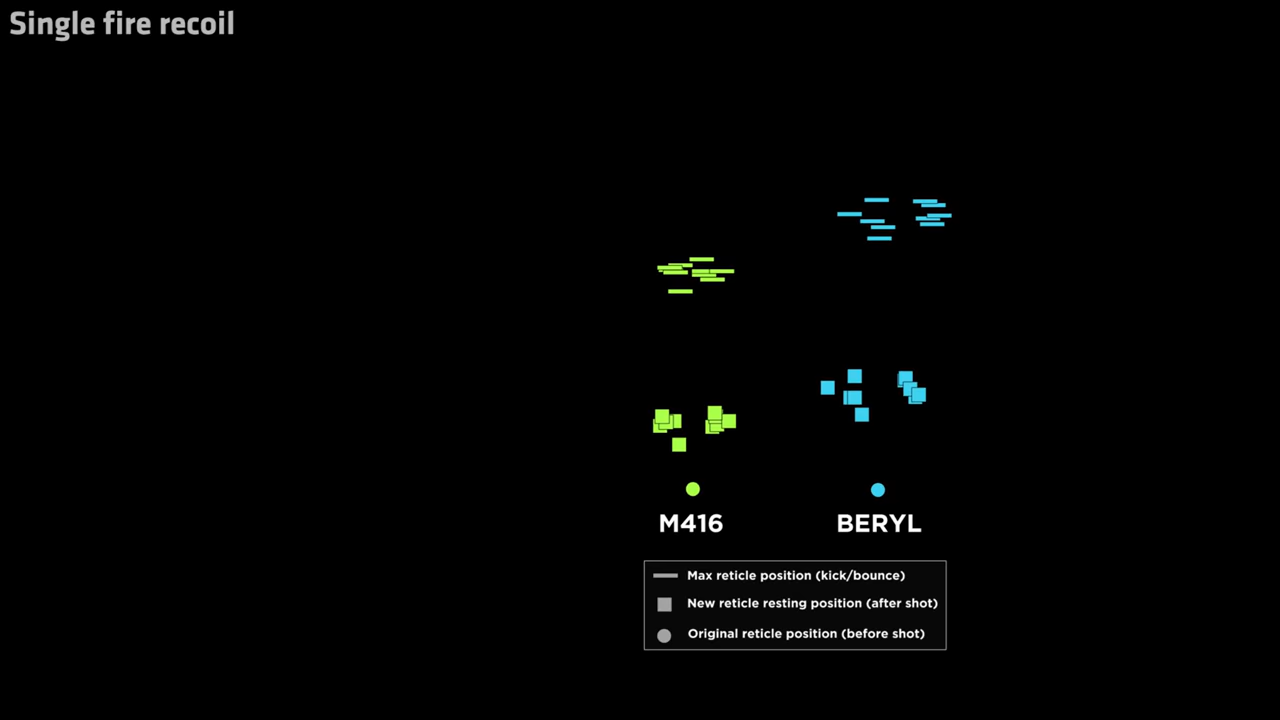 Single fire recoil
M416
BERYL
Max reticle position (kick/bounce)
New reticle resting position (after shot)
Original reticle position (before shot)